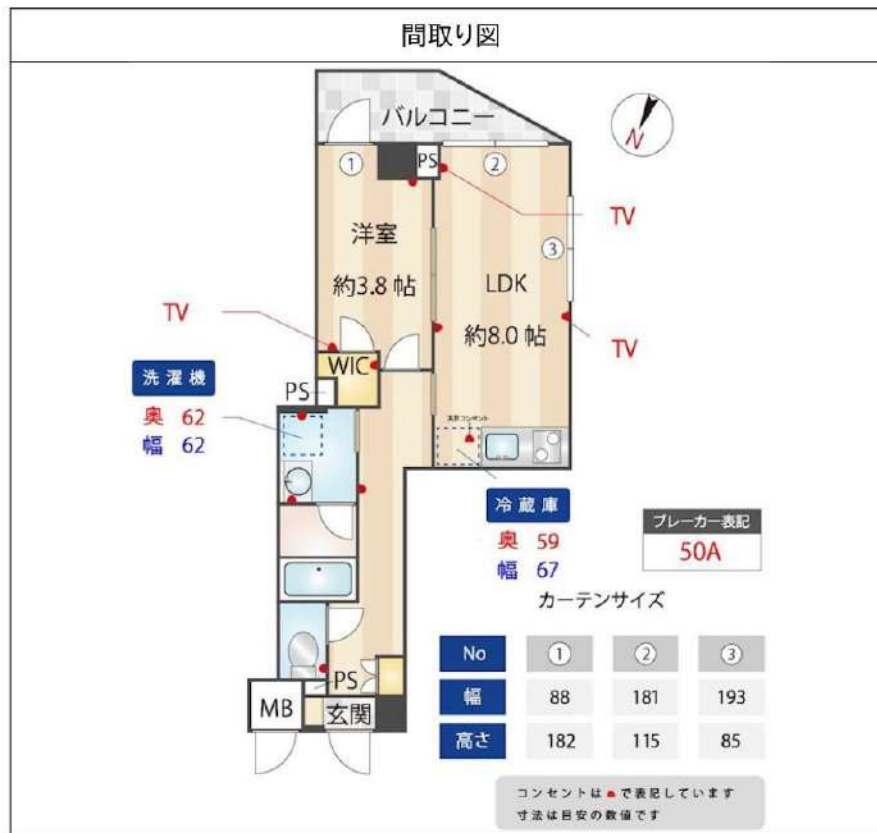 間取り図
バルコニー
N
①
PS
②
TV
洋室
約3.8 帖
③
LDK
約8.0 帖
TV
TV
WIC
PS
洗濯機
奥 62
幅 62
冷蔵庫
奥 59
幅 67
ブレーカー表記
50A
カーテンサイズ
No ① ② ③
幅 88 181 193
高さ 182 115 85
PS
MB
玄関
コンセントは で表記しています
寸法は目安の数値です